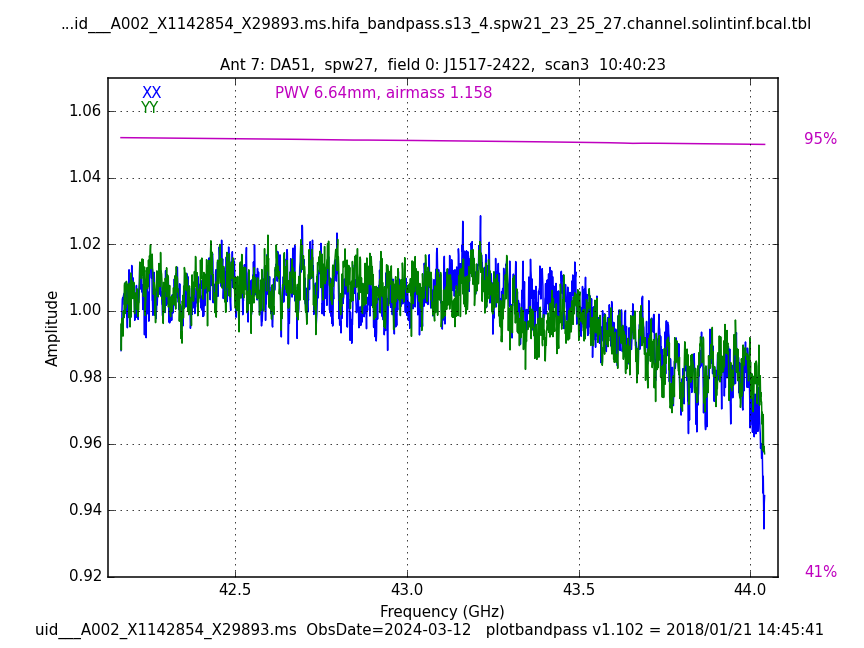 ...id___A002_X1142854_X29893.ms.hifa_bandpass.s13_4.spw21_23_25_27.channel.solintinf.bcal.tbl
Ant 7: DA51,  spw27,  field 0: J1517-2422,  scan3  10:40:23
XX
PWV 6.64mm, airmass 1.158
YY
1.06
95%
1.04
1.02
1.00
Amplitude
0.98
0.96
0.94
0.92
41%
42.5
43.0
43.5
44.0
Frequency (GHz)
uid___A002_X1142854_X29893.ms  ObsDate=2024-03-12   plotbandpass v1.102 = 2018/01/21 14:45:41